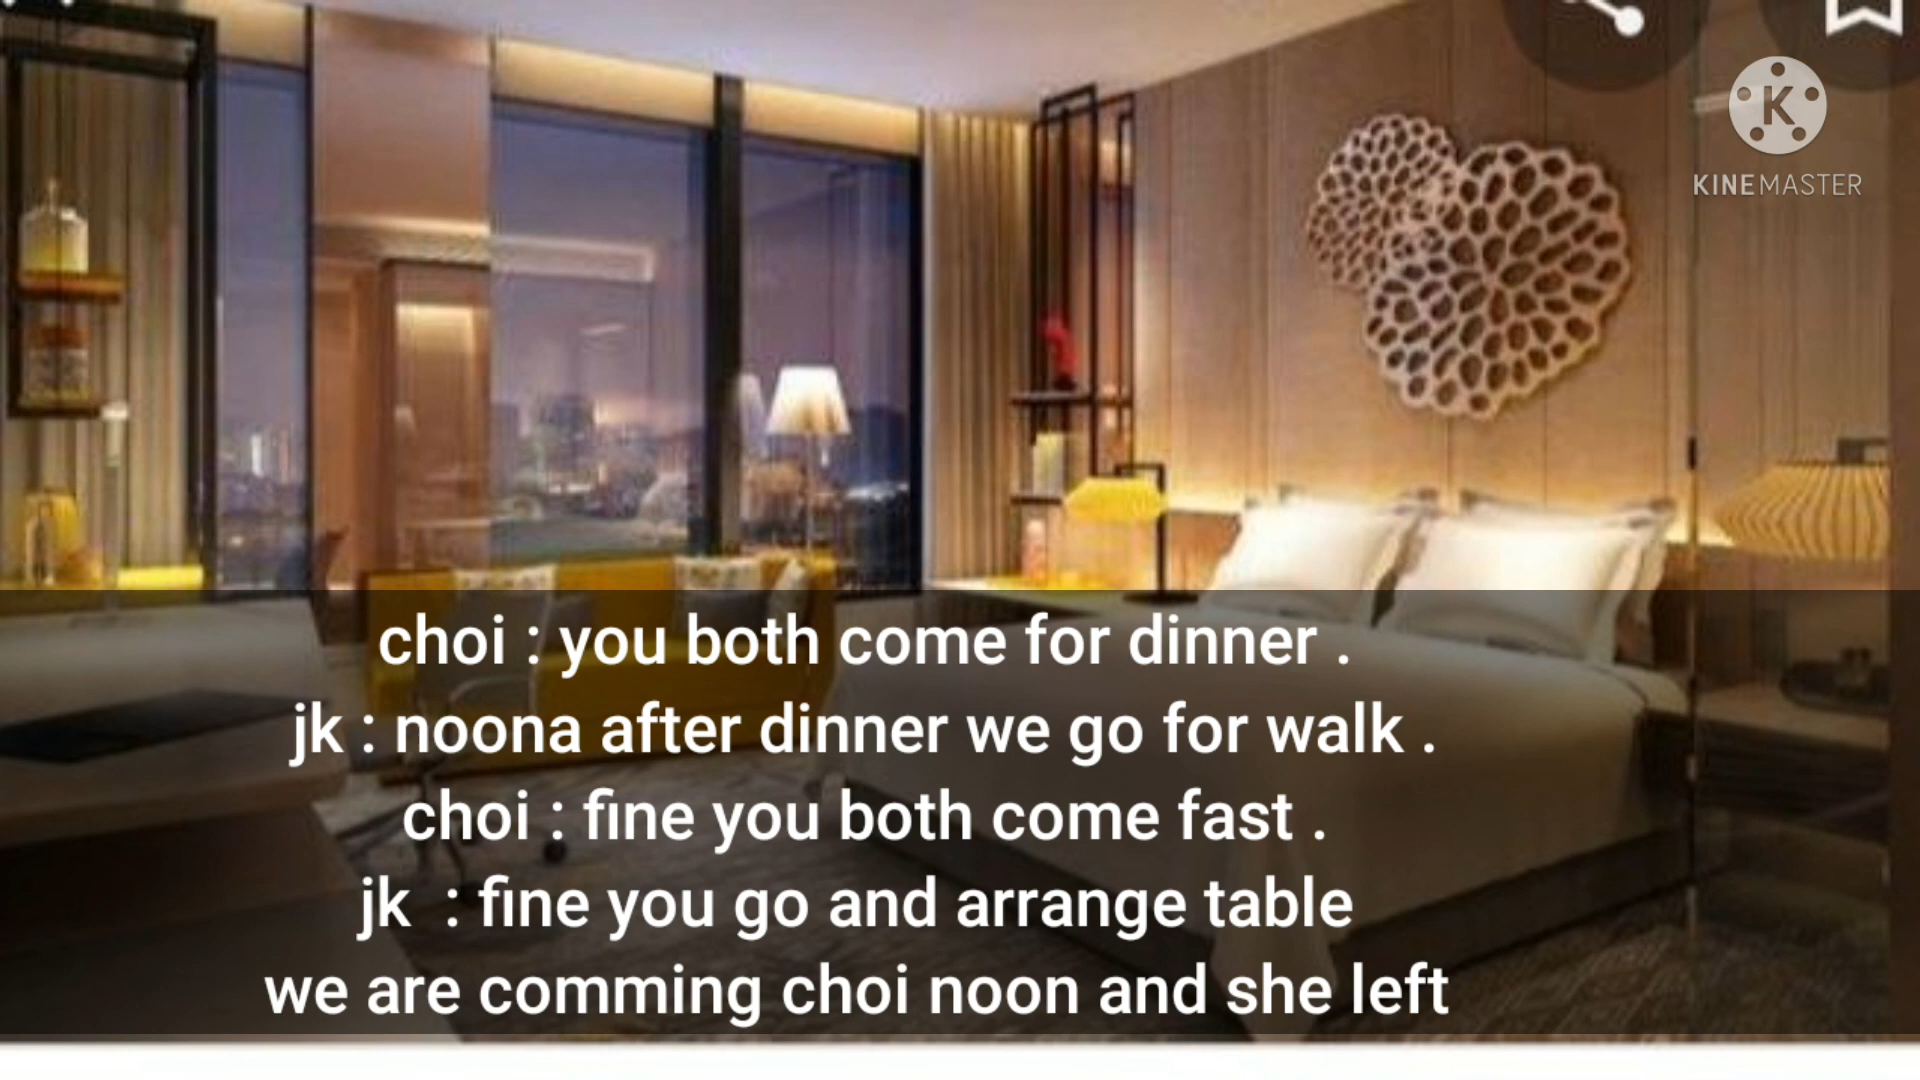 KINEMASTER
choi : you both come for dinner .
jk : noona after dinner we go for walk .
choi : fine you both come fast .
jk  : fine you go and arrange table
we are comming choi noon and she left